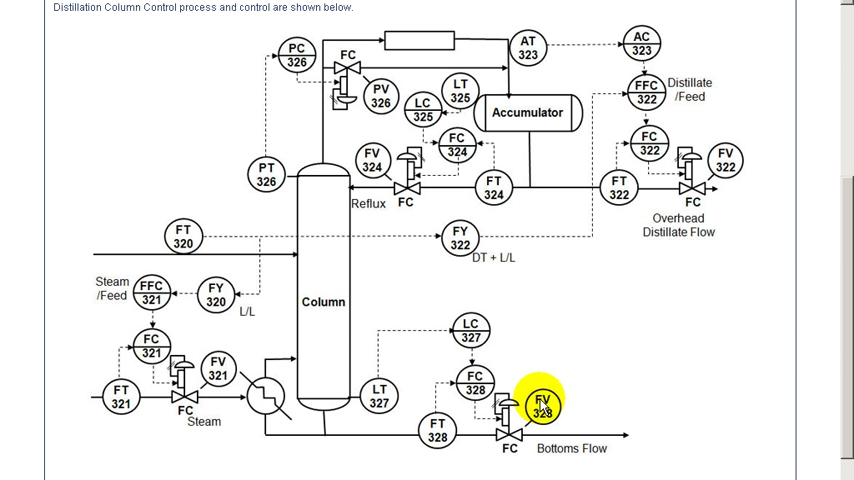 Distillation Column Control process and control are shown below.
PC
326
FC
AT
323
AC
323
PV
326
LT
325
LC
325
FFC
322
Distillate
/Feed
Accumulator
FC
324
FC
322
FV
324
FV
322
PT
326
FT
324
FT
322
Reflux
FC
FC
Overhead
Distillate Flow
FT
320
FY
322
DT + L/L
Steam
/Feed
FFC
321
FY
320
L/L
Column
LC
327
FC
321
FV
321
FC
328
FT
321
LT
327
FV
328
FC
Steam
FT
328
FC
Bottoms Flow